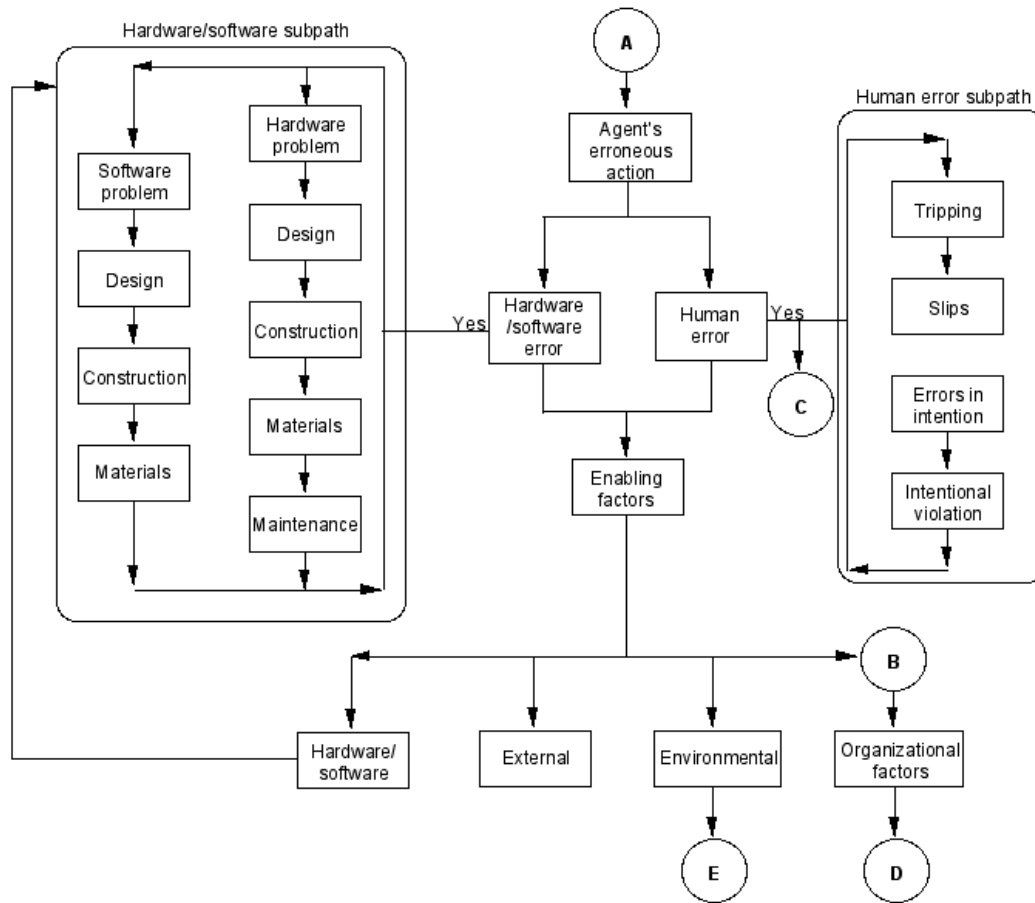 Hardware/software subpath
A
Human error subpath
Agent's
erroneous
action
Hardware
problem
Software
problem
Design
Design
Construction
Construction
Materials
Materials
Maintenance
Yes
Hardware
/software
error
Human
error
Yes
C
Tripping
Slips
Errors in
intention
Intentional
violation
Enabling
factors
B
Hardware/
software
External
Environmental
Organizational
factors
E
D